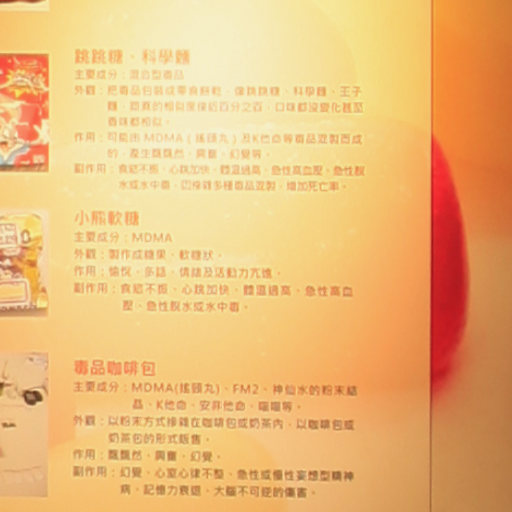 跳跳糖、科學麵
主要成分：混合型毒品
外觀：把毒品包裝成零食餅乾，像跳跳糖、科學麵、王子
麵，跟真的相似度接近百分之百，口味都沒變化甚至
香味都相似。
作用：可能由 MDMA（搖頭丸）及K他命等毒品混製而成
的，產生飄飄然、興奮、幻覺等。
副作用：食慾不振、心跳加快、體溫過高、急性高血壓、急性脫
水或水中毒，因摻雜多種毒品混製，增加死亡率。
小熊軟糖
主要成分：MDMA
外觀：製作成糖果、軟糖狀。
作用：愉悅、多話、情緒及活動力亢進。
副作用：食慾不振、心跳加快、體溫過高、急性高血
壓、急性脫水或水中毒。
毒品咖啡包
主要成分：MDMA(搖頭丸)、FM2、神仙水的粉末結
晶、K他命、安非他命、喵喵等。
外觀：以粉末方式摻雜在咖啡包或奶茶內，以咖啡包或
奶茶包的形式販售。
作用：飄飄然、興奮、幻覺。
副作用：幻覺、心室心律不整、急性或慢性妄想型精神
病、記憶力衰退、大腦不可逆的傷害。